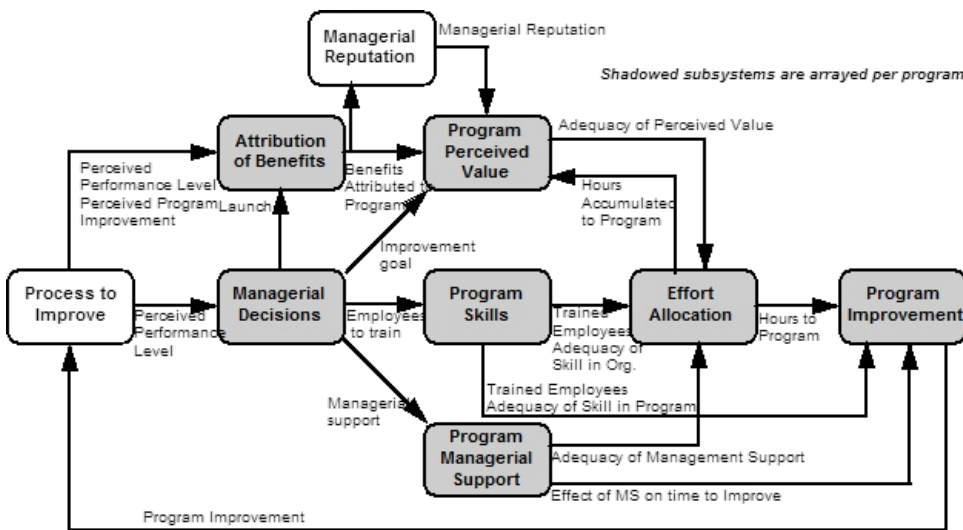 Managerial
Reputation
Managerial Reputation
Shadowed subsystems are arrayed per program
Attribution
of Benefits
Program
Perceived
Value
Adequacy of Perceived Value
Perceived
Performance Level
Perceived Program
Improvement
Launch
Benefits
Attributed to
Program
Hours
Accumulated
to Program
Improvement
goal
Process to
Improve
Perceived
Performance
Level
Managerial
Decisions
Employees
to train
Program
Skills
Trained
Employees
Adequacy of
Skill in Org.
Effort
Allocation
Hours to
Program
Program
Improvement
Trained Employees
Adequacy of Skill in Program
Managerial
support
Program
Managerial
Support
Adequacy of Management Support
Effect of MS on time to Improve
Program Improvement